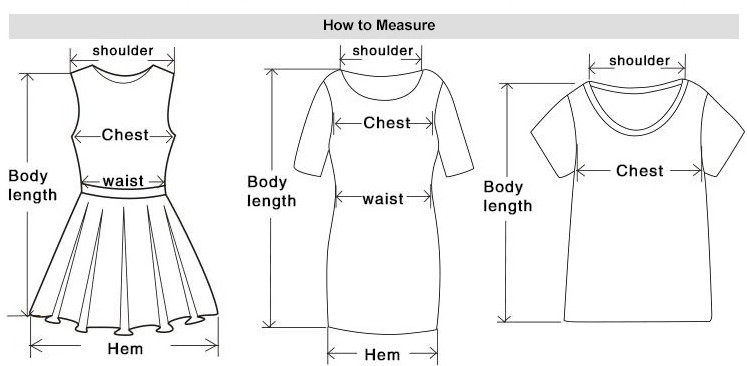 How to Measure
shoulder
Chest
waist
Body
length
Hem
shoulder
Chest
waist
Body
length
Hem
shoulder
Chest
Body
length